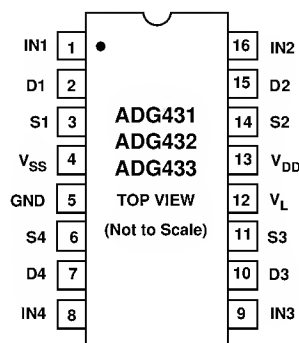 IN1 1 16 IN2
D1 2 15 D2
S1 3 14 S2
VSS 4 13 VDD
GND 5 12 VL
S4 6 11 S3
D4 7 10 D3
IN4 8 9 IN3
ADG431
ADG432
ADG433
TOP VIEW
(Not to Scale)